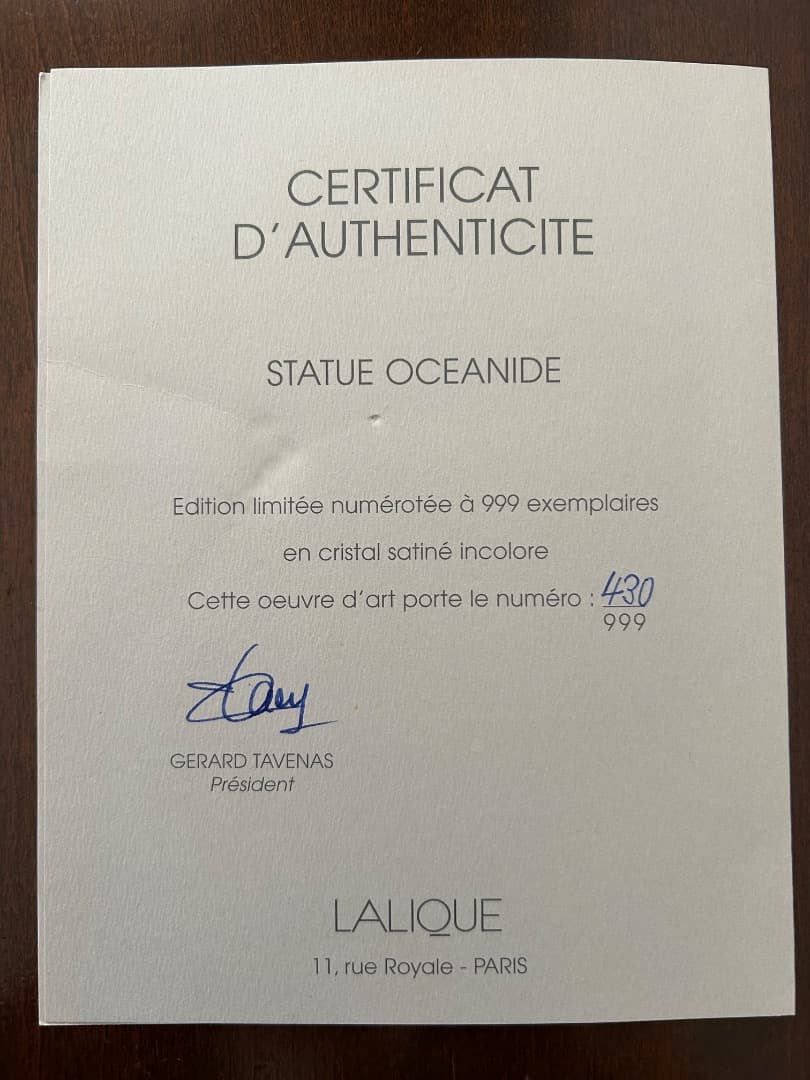 CERTIFICAT
D'AUTHENTICITE
STATUE OCEANIDE
Edition limitée numérotée à 999 exemplaires
en cristal satiné incolore
Cette oeuvre d'art porte le numéro : 430
999
GERARD TAVENAS
Président
LALIQUE
11, rue Royale - PARIS